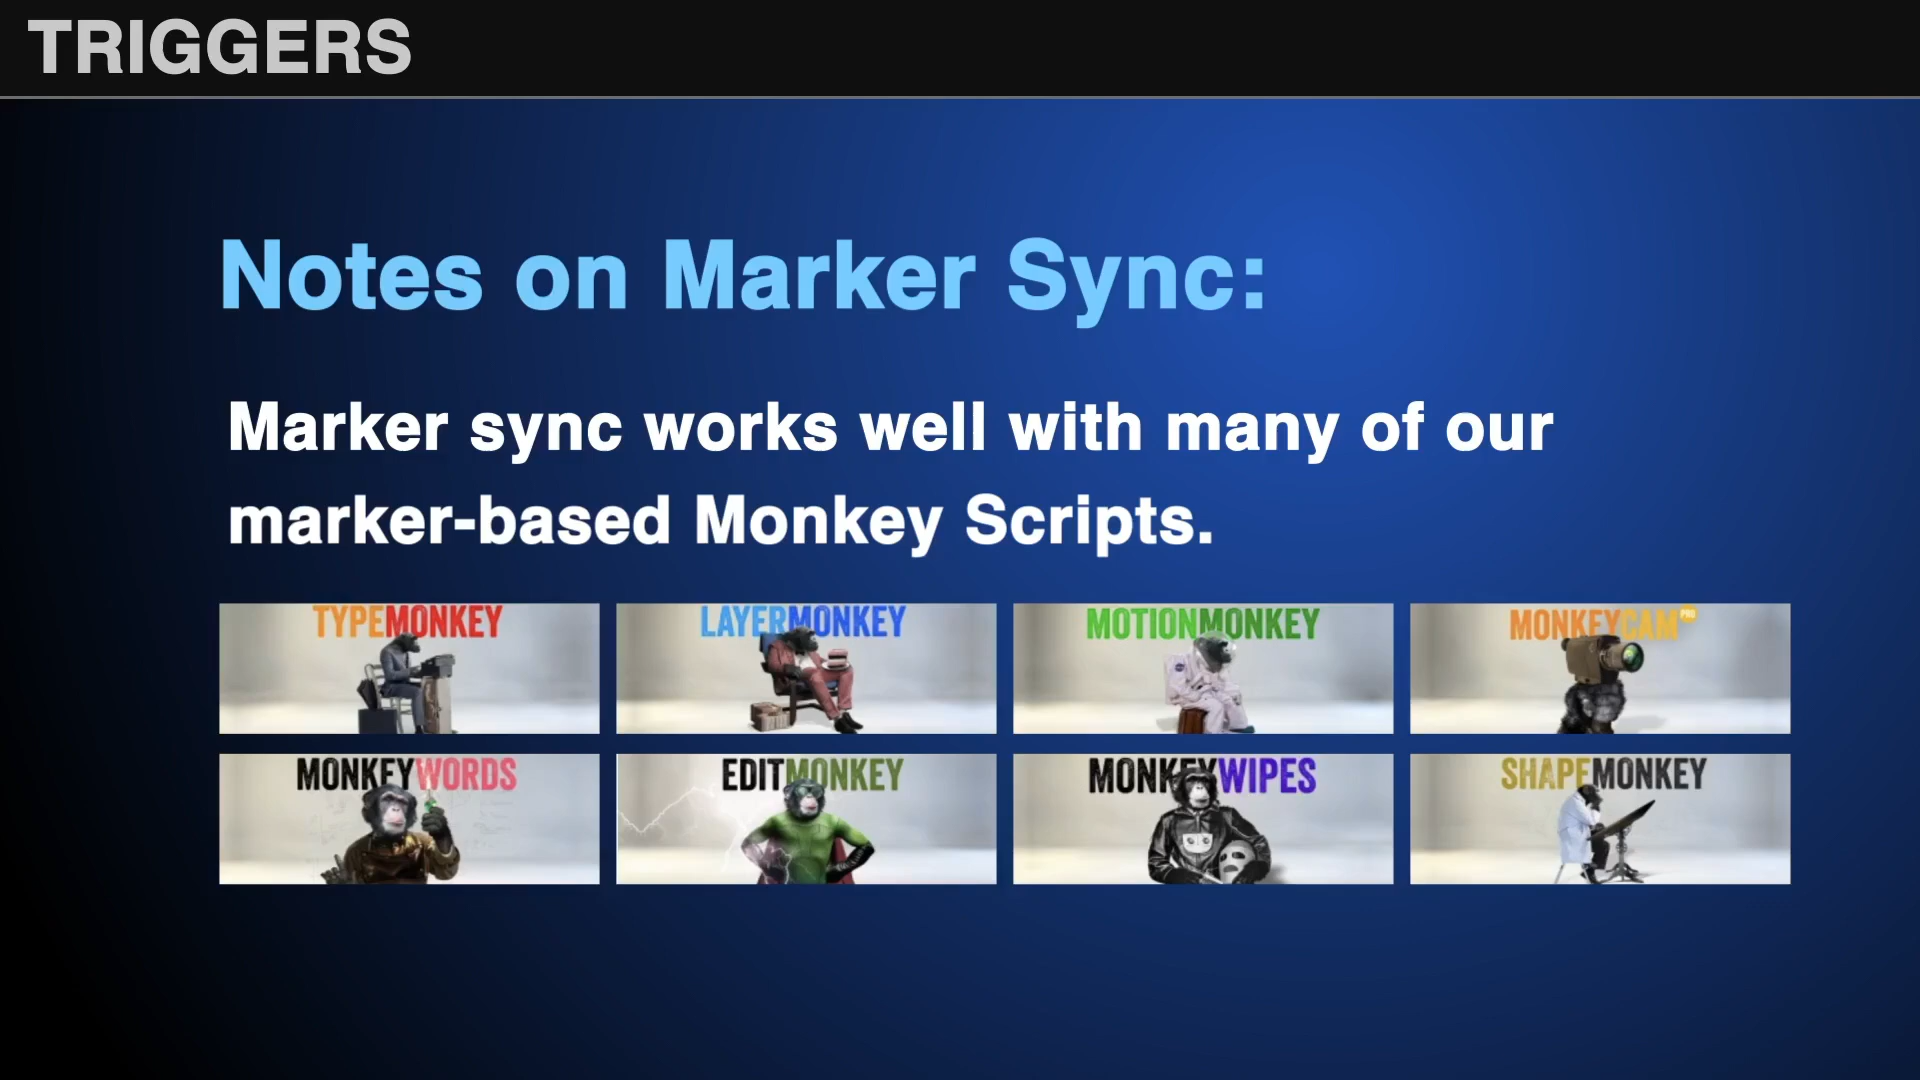 TRIGGERS
Notes on Marker Sync:
Marker sync works well with many of our
marker-based Monkey Scripts.
TYPEMONKEY
LAYERMONKEY
MOTIONMONKEY
MONKEYCAM PRO
MONKEYWORDS
EDITMONKEY
MONKEYWIPES
SHAPEMONKEY